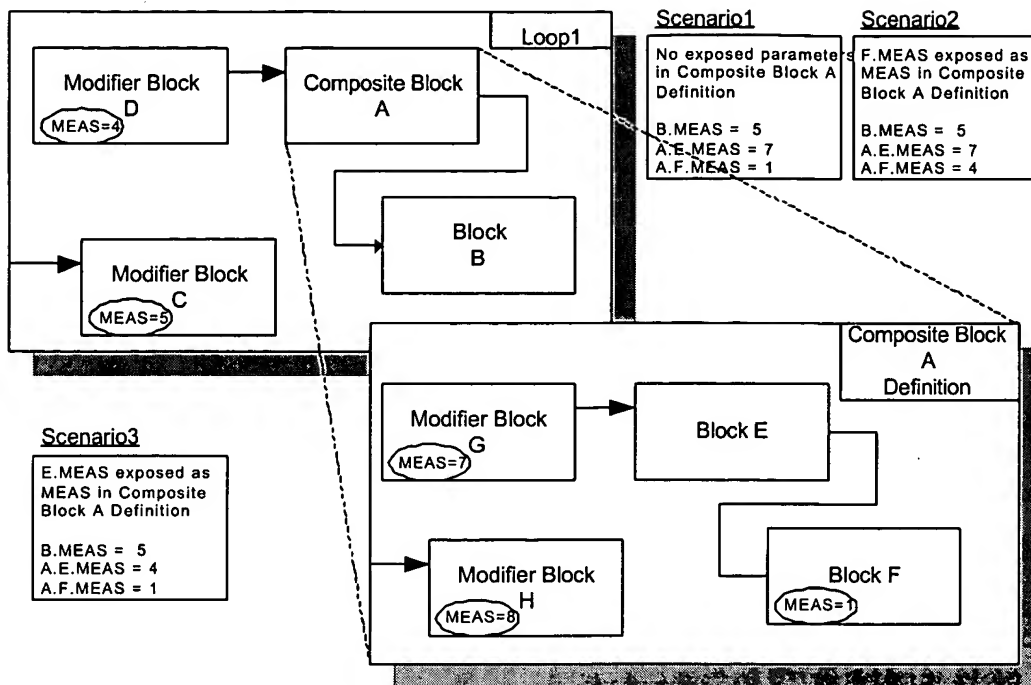 Loop1
Modifier Block
D
MEAS=4
Composite Block
A
Block
B
Modifier Block
C
MEAS=5
Scenario1
No exposed parameters
in Composite Block A
Definition
B.MEAS = 5
A.E.MEAS = 7
A.F.MEAS = 1
Scenario2
F.MEAS exposed as
MEAS in Composite
Block A Definition
B.MEAS = 5
A.E.MEAS = 7
A.F.MEAS = 4
Composite Block
A
Definition
Modifier Block
G
MEAS=7
Block E
Modifier Block
H
MEAS=8
Block F
MEAS=1
Scenario3
E.MEAS exposed as
MEAS in Composite
Block A Definition
B.MEAS = 5
A.E.MEAS = 4
A.F.MEAS = 1